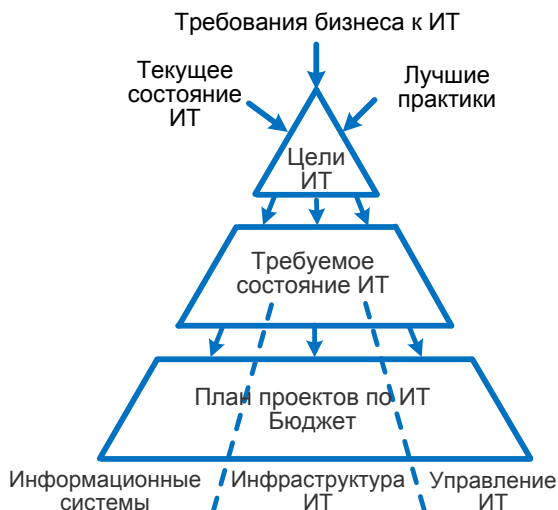 Требования бизнеса к ИТ
Текущее
состояние
ИТ
Лучшие
практики
Цели
ИТ
Требуемое
состояние ИТ
План проектов по ИТ
Бюджет
Информационные
системы
Инфраструктура
ИТ
Управление
ИТ